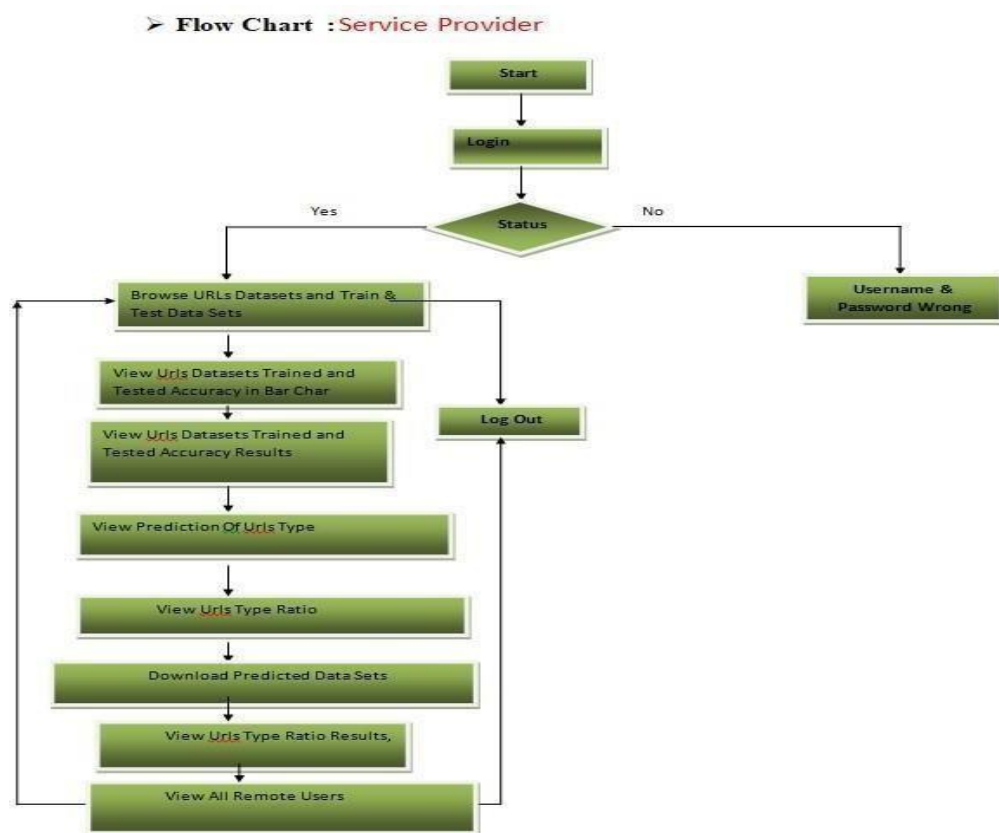 ➤ Flow Chart : Service Provider
Start
Login
Status
Yes
No
Browse URLs Datasets and Train &
Test Data Sets
Username &
Password Wrong
View Urls Datasets Trained and
Tested Accuracy in Bar Char
Log Out
View Urls Datasets Trained and
Tested Accuracy Results
View Prediction Of Urls Type
View Urls Type Ratio
Download Predicted Data Sets
View Urls Type Ratio Results,
View All Remote Users